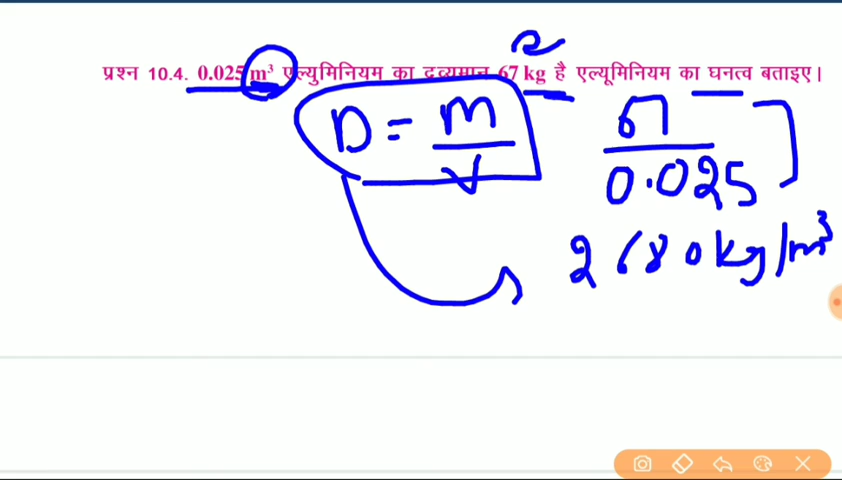 प्रश्न 10.4. 0.025 m³ एल्युमिनियम का द्रव्यमान 67 kg है एल्यूमिनियम का घनत्व बताइए।
D = m/V 67/0.025
2680 kg/m³